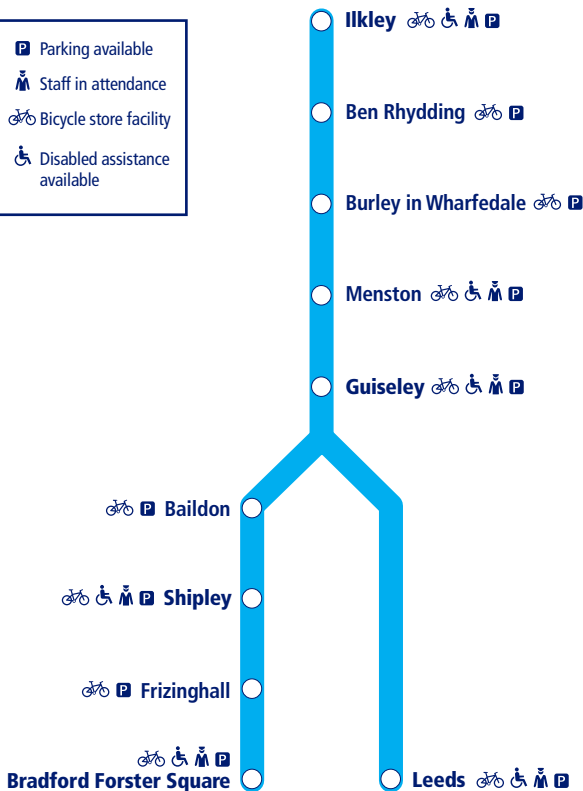 Ilkley P
P Parking available
Staff in attendance
Bicycle store facility
Disabled assistance
available
Ben Rhydding P
Burley in Wharfedale P
Menston P
Guiseley P
P Baildon
P Shipley
P Frizinghall
P
Bradford Forster Square
Leeds P